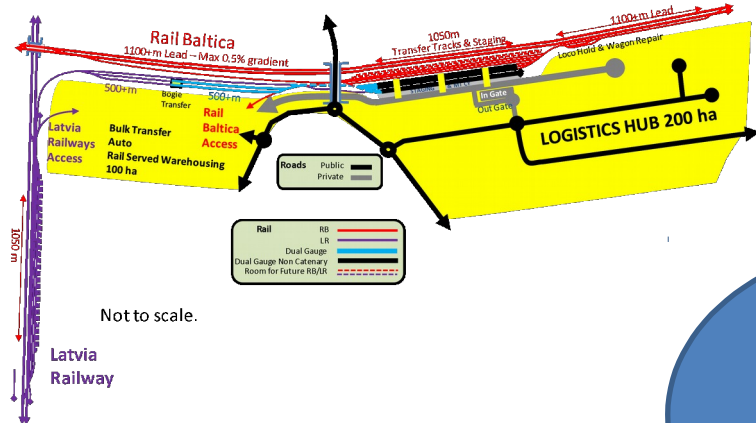 Rail Baltica
1100+m Lead – Max 0.5% gradient
1050m
Transfer Tracks & Staging
1100+m Lead
Loco Hold & Wagon Repair
500+m
Bogie
Transfer
500+m
In Gate
Out Gate
Latvia
Railways
Access
Bulk Transfer
Auto
Rail Served Warehousing
100 ha
Rail
Baltica
Access
LOGISTICS HUB 200 ha
Roads
Public
Private
Rail
RB
LR
Dual Gauge
Dual Gauge Non Catenary
Room for Future RB/LR
1050 m
Not to scale.
Latvia
Railway